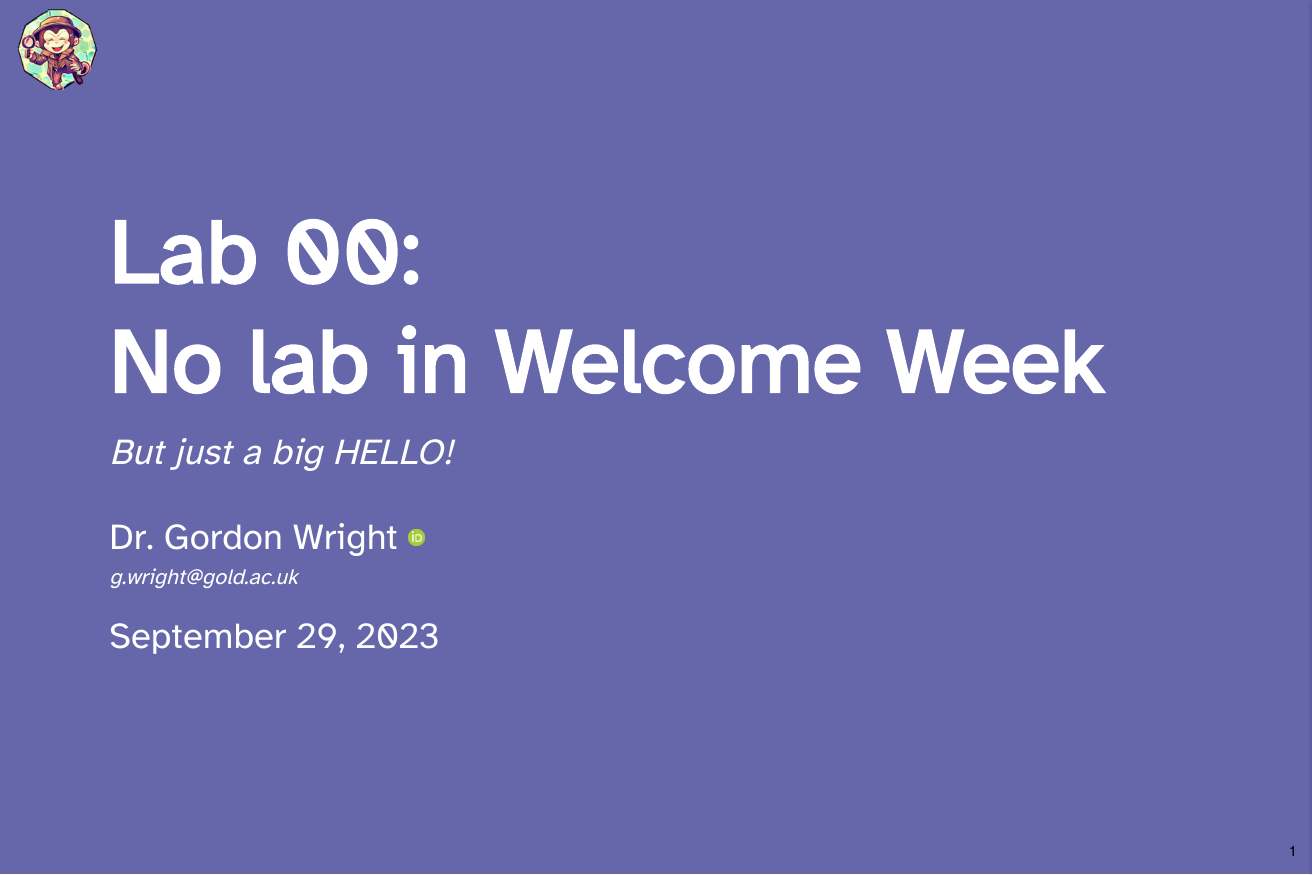 Lab 00:
No lab in Welcome Week
But just a big HELLO!
Dr. Gordon Wright iD
g.wright@gold.ac.uk
September 29, 2023
1